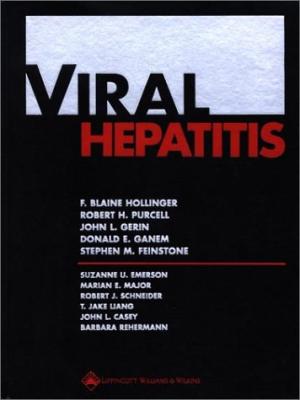 VIRAL
HEPATITIS
F. BLAINE HOLLINGER
ROBERT H. PURCELL
JOHN L. GERIN
DONALD E. GANEM
STEPHEN M. FEINSTONE
SUZANNE U. EMERSON
MARIAN E. MAJOR
ROBERT J. SCHNEIDER
T. JAKE LIANG
JOHN L. CASEY
BARBARA REHERMANN
LIPPINCOTT WILLIAMS & WILKINS